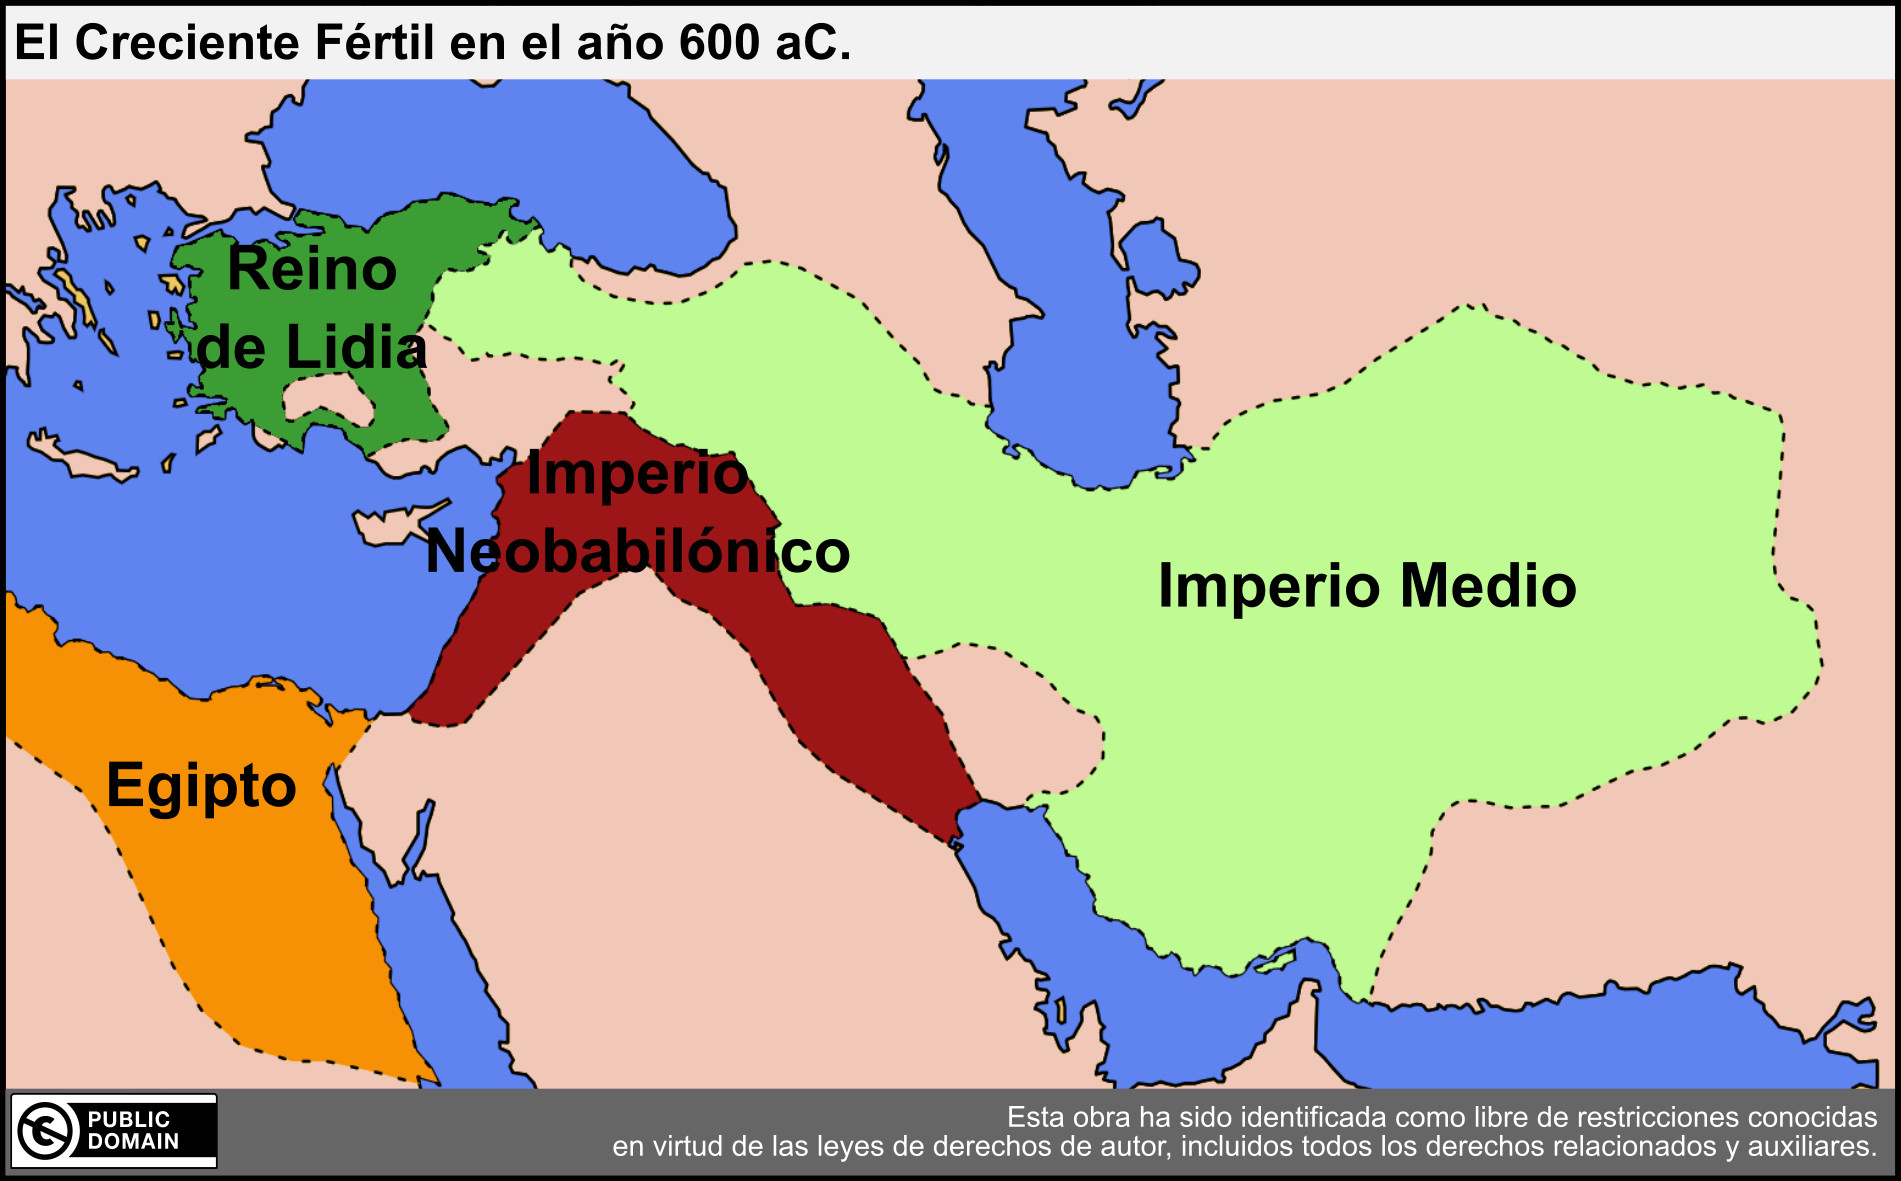 El Creciente Fértil en el año 600 aC.
Reino
de Lidia
Imperio
Neobabilónico
Imperio Medio
Egipto
PUBLIC
DOMAIN
Esta obra ha sido identificada como libre de restricciones conocidas
en virtud de las leyes de derechos de autor, incluidos todos los derechos relacionados y auxiliares.